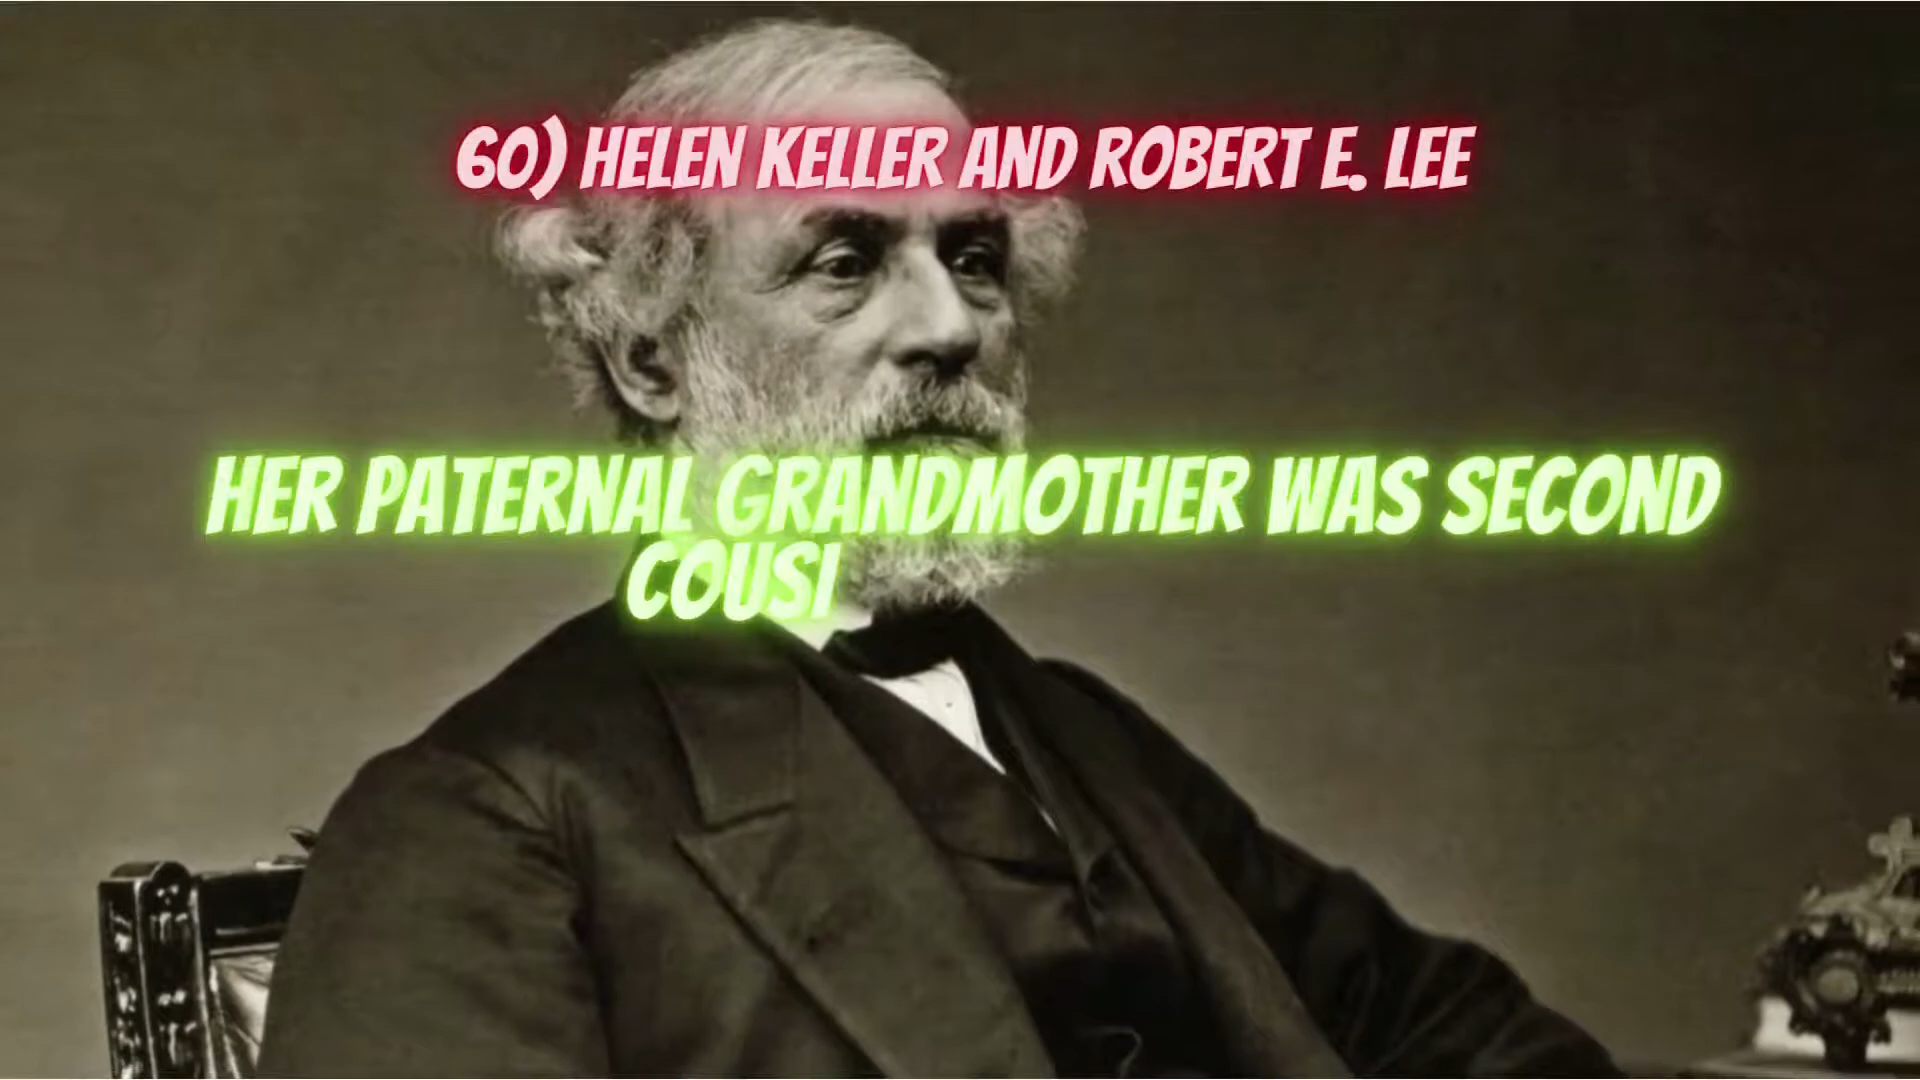 60) HELEN KELLER AND ROBERT E. LEE
HER PATERNAL GRANDMOTHER WAS SECOND
COUSI